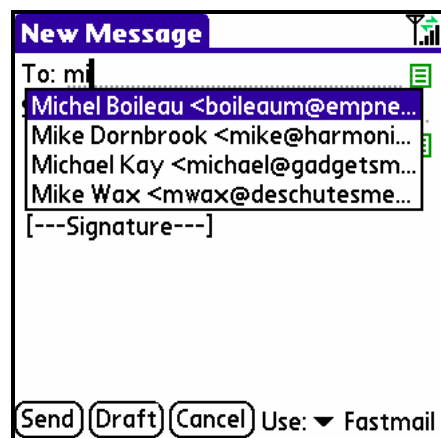 New Message
To: mi
Michel Boileau <boileaum@empne...
Mike Dornbrook <mike@harmoni...
Michael Kay <michael@gadgetsm...
Mike Wax <mwax@deschutesme...
[---Signature---]
Send Draft Cancel Use: Fastmail